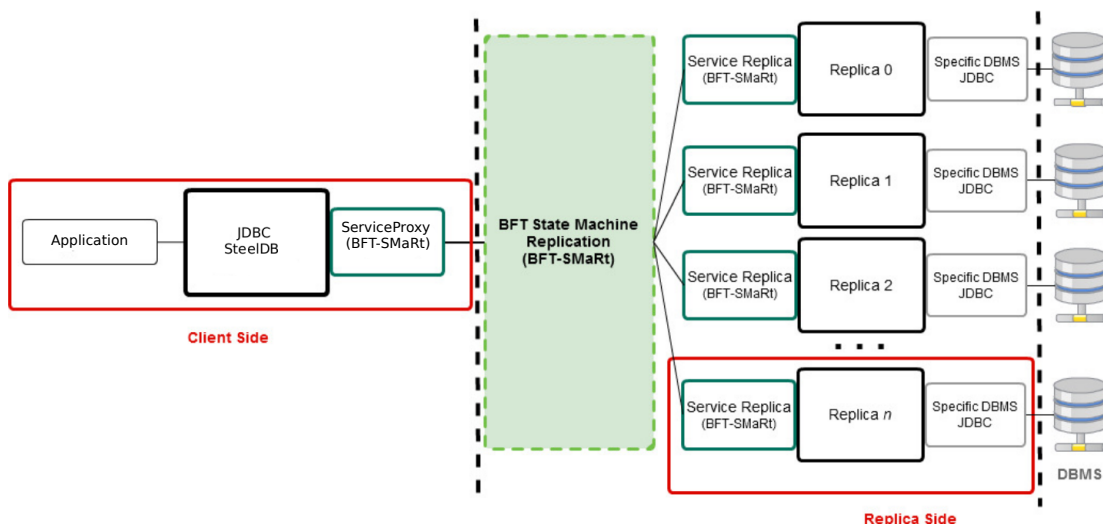 Application
JDBC
SteelDB
ServiceProxy
(BFT-SMaRt)
Client Side
BFT State Machine
Replication
(BFT-SMaRt)
Service Replica
(BFT-SMaRt)
Replica 0
Specific DBMS
JDBC
Service Replica
(BFT-SMaRt)
Replica 1
Specific DBMS
JDBC
Service Replica
(BFT-SMaRt)
Replica 2
Specific DBMS
JDBC
. . .
Service Replica
(BFT-SMaRt)
Replica n
Specific DBMS
JDBC
DBMS
Replica Side